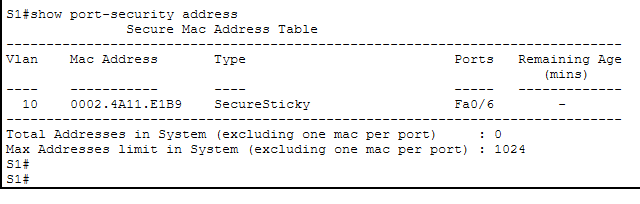 S1#show port-security address
Secure Mac Address Table
-------------------------------------------------------------------------------
Vlan Mac Address Type Ports Remaining Age
(mins)
---- ----------- ---- ----- -------------
10 0002.4A11.E1B9 SecureSticky Fa0/6 -
-------------------------------------------------------------------------------
Total Addresses in System (excluding one mac per port) : 0
Max Addresses limit in System (excluding one mac per port) : 1024
S1#
S1#